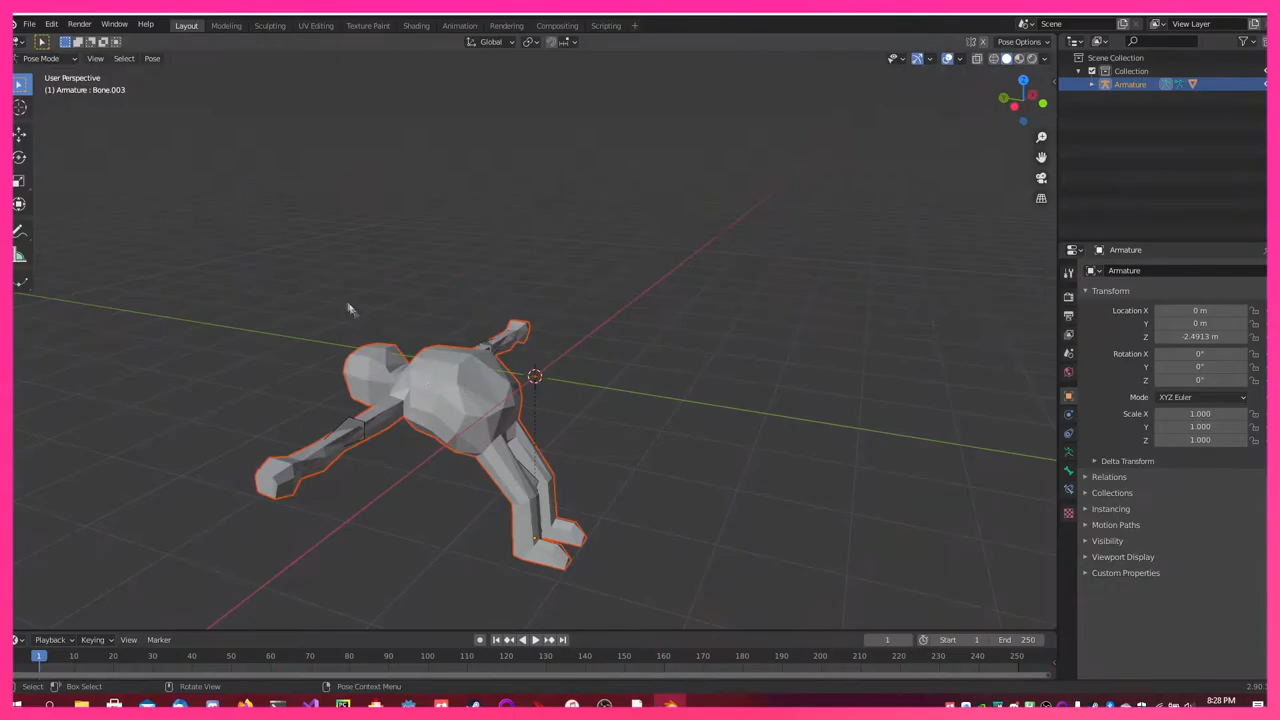 File Edit Render Window Help Layout Modeling Sculpting UV Editing Texture Paint Shading Animation Rendering Compositing Scripting + Scene View Layer
Global Pose Options
Pose Mode View Select Pose
Scene Collection
Collection
Armature
User Perspective
(1) Armature : Bone.003
Z
Armature
Armature
Transform
Location X 0 m
Y 0 m
Z -2.4913 m
Rotation X 0°
Y 0°
Z 0°
Mode XYZ Euler
Scale X 1.000
Y 1.000
Z 1.000
Delta Transform
Relations
Collections
Instancing
Motion Paths
Visibility
Viewport Display
Custom Properties
Playback Keying View Marker 1 Start 1 End 250
1 10 20 30 40 50 60 70 80 90 100 110 120 130 140 150 160 170 180 190 200 210 220 230 240 250
Select Box Select Rotate View Pose Context Menu 2.90.
8:28 PM